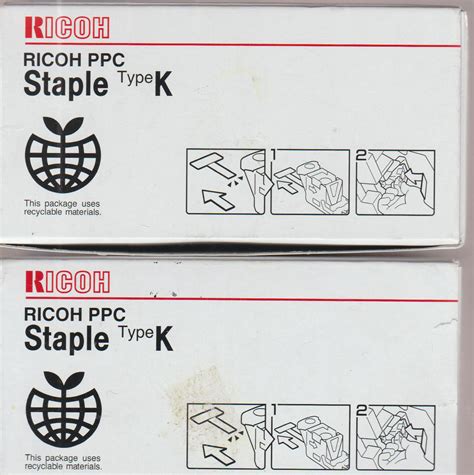 RICOH
RICOH PPC
Staple Type K
1 2
This package uses
recyclable materials.
RICOH
RICOH PPC
Staple Type K
1 2
This package uses
recyclable materials.